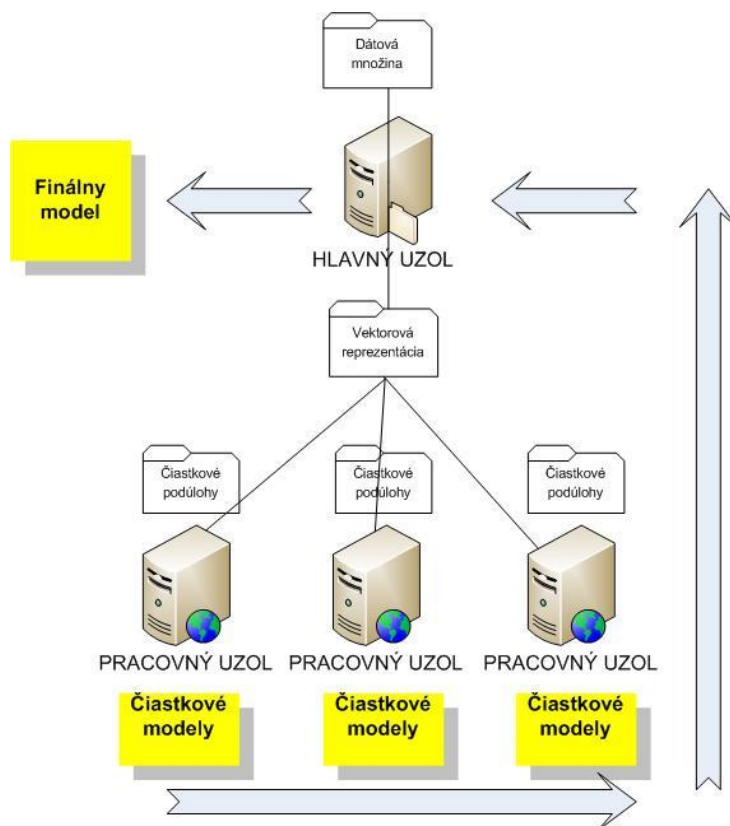 Dátová
množina
Finálny
model
HLAVNÝ UZOL
Vektorová
reprezentácia
Čiastkové
podúlohy
Čiastkové
podúlohy
Čiastkové
podúlohy
PRACOVNÝ UZOL
PRACOVNÝ UZOL
PRACOVNÝ UZOL
Čiastkové
modely
Čiastkové
modely
Čiastkové
modely